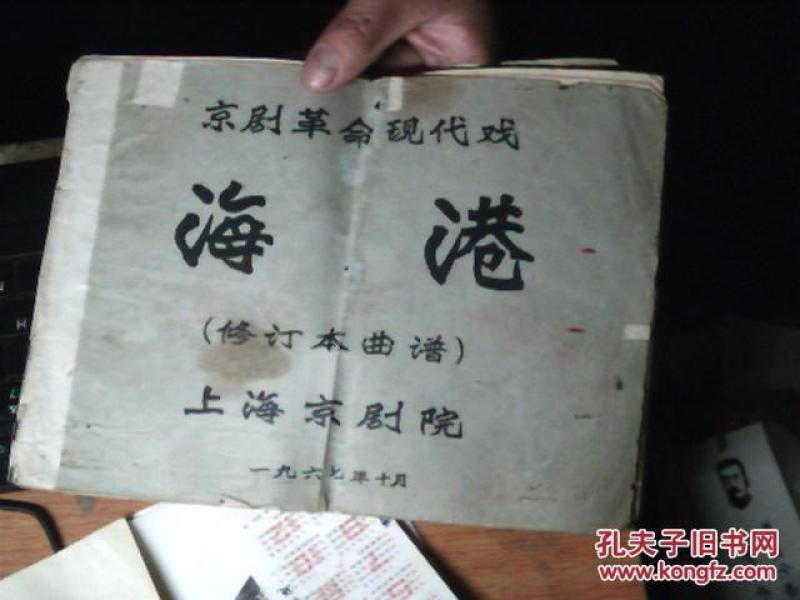 京剧革命现代戏
海港
(修订本曲谱)
上海京剧院
一九六七年十月
孔夫子旧书网
www.kongfz.com